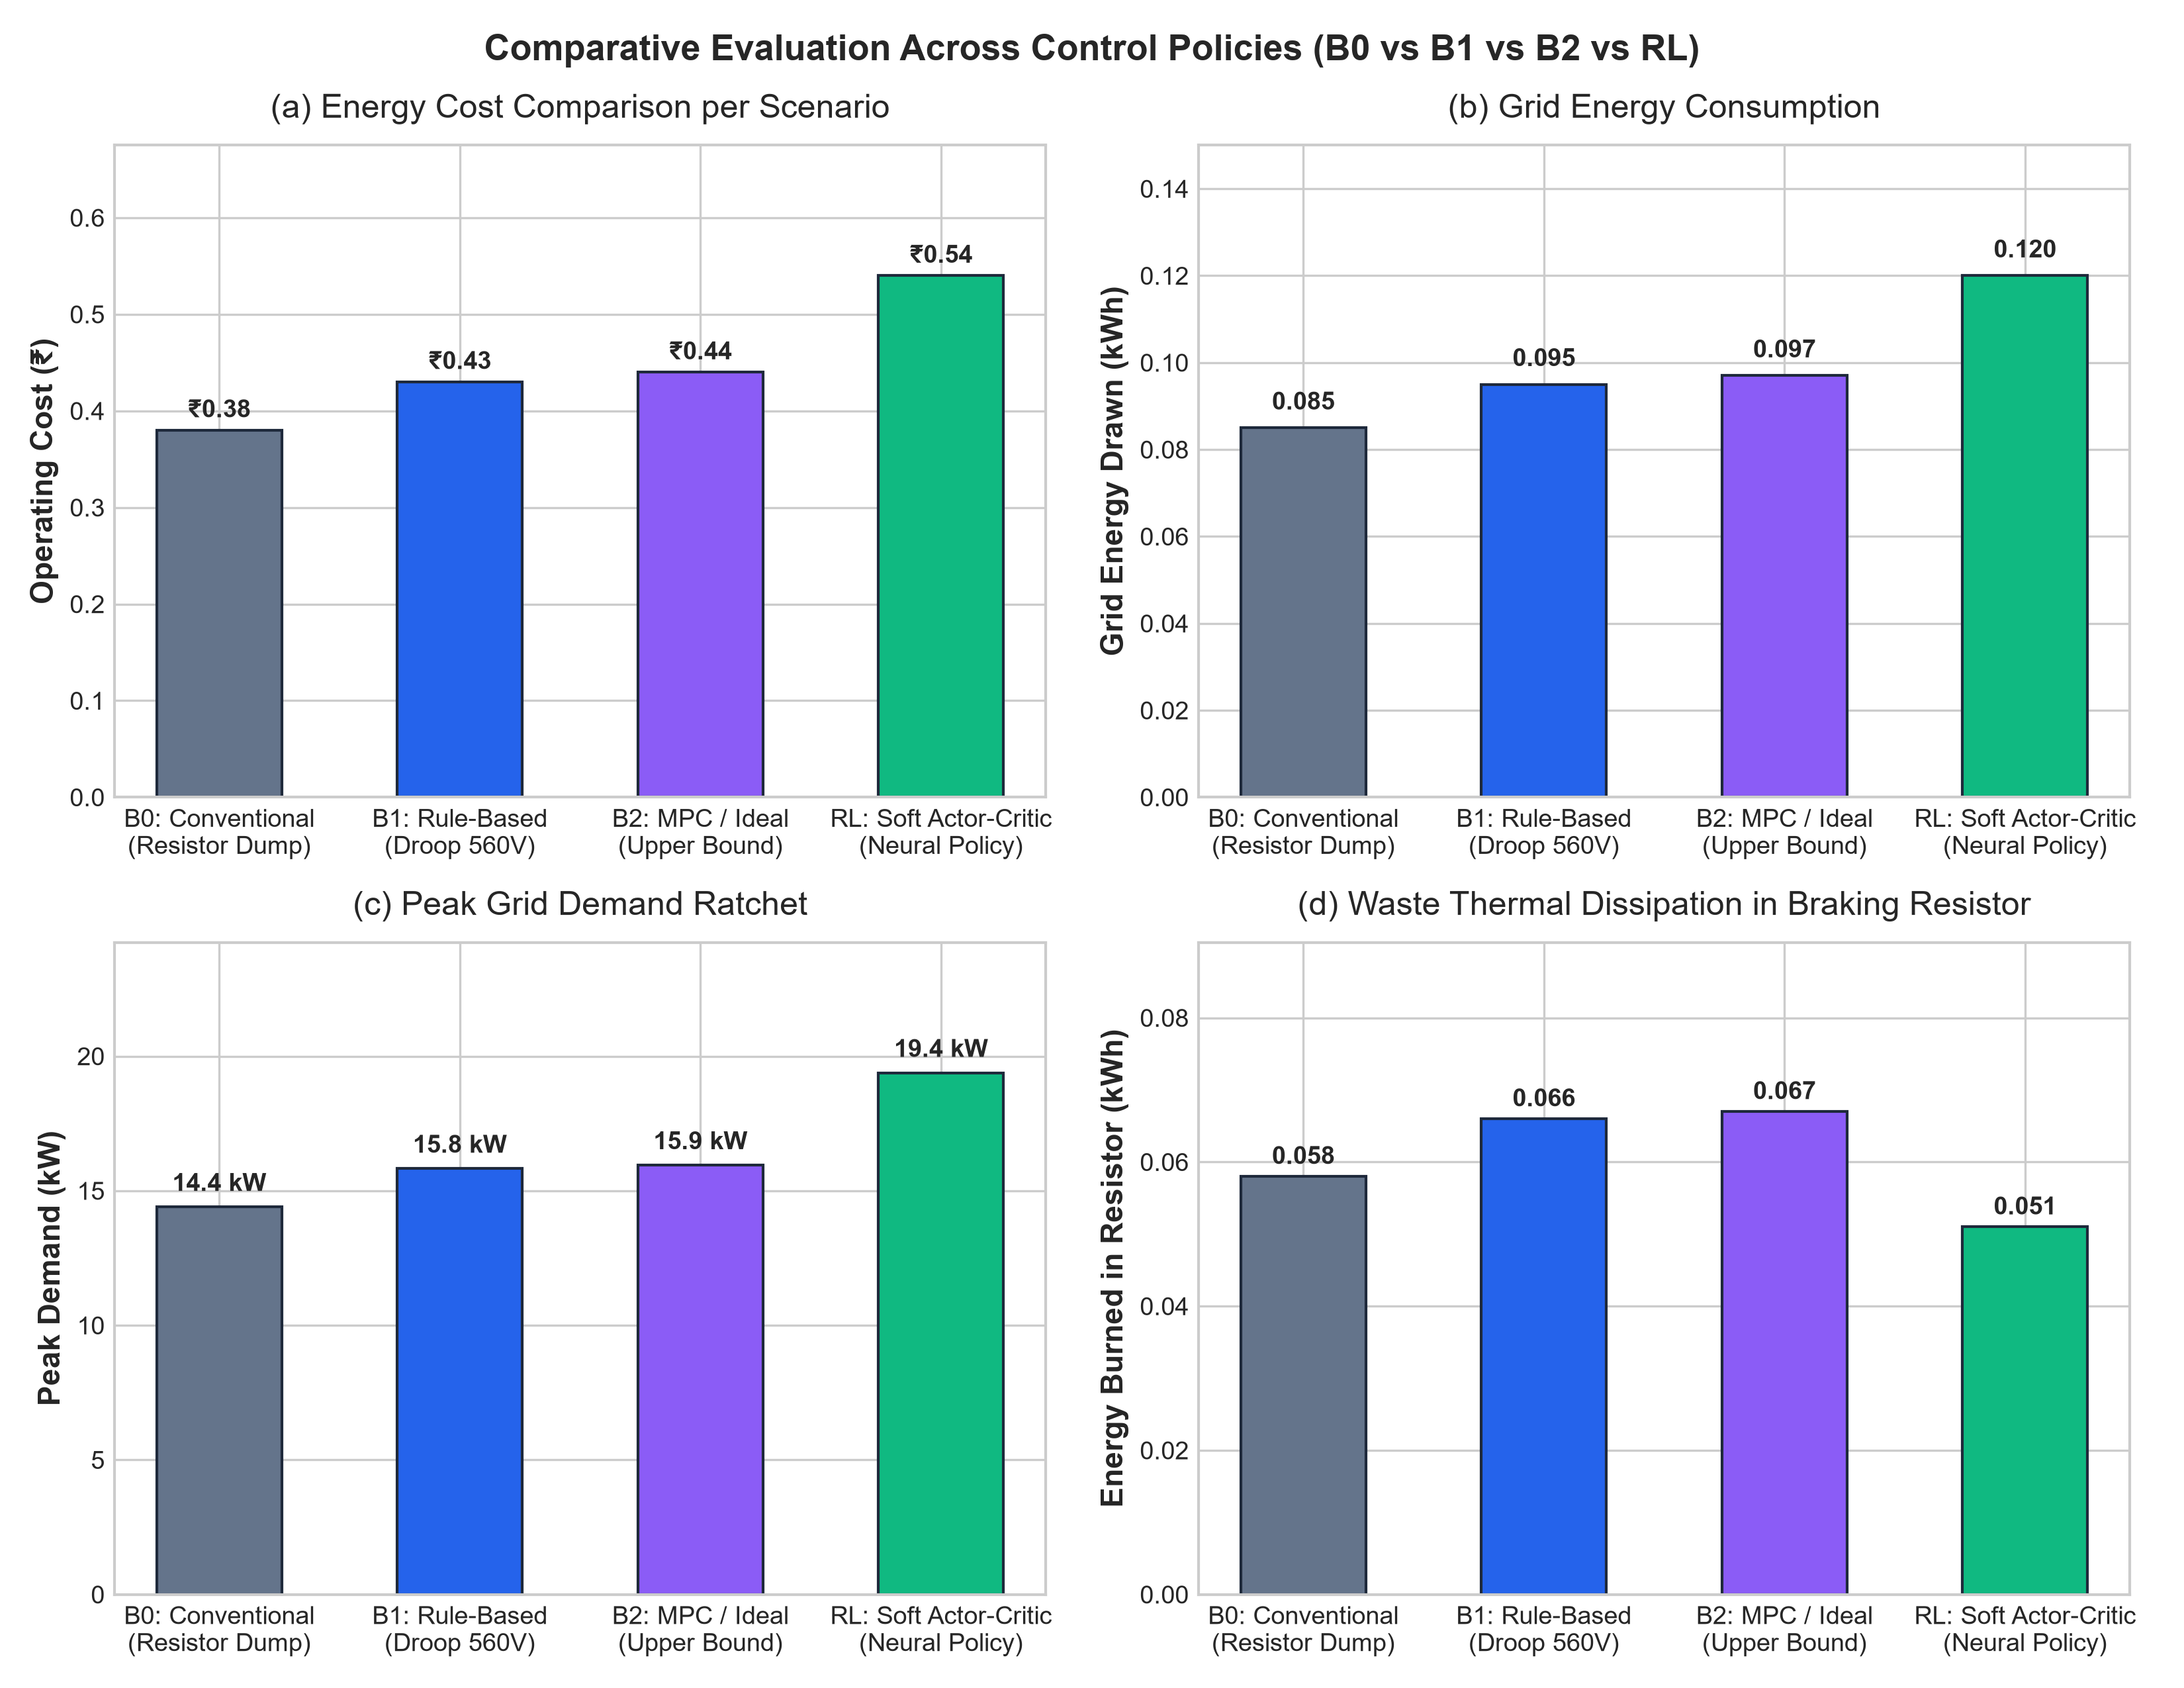 Comparative Evaluation Across Control Policies (B0 vs B1 vs B2 vs RL)
(a) Energy Cost Comparison per Scenario
Operating Cost (₹)
0.6
0.5
0.4
0.3
0.2
0.1
0.0
₹0.38
₹0.43
₹0.44
₹0.54
B0: Conventional
(Resistor Dump)
B1: Rule-Based
(Droop 560V)
B2: MPC / Ideal
(Upper Bound)
RL: Soft Actor-Critic
(Neural Policy)
(b) Grid Energy Consumption
Grid Energy Drawn (kWh)
0.14
0.12
0.10
0.08
0.06
0.04
0.02
0.00
0.085
0.095
0.097
0.120
B0: Conventional
(Resistor Dump)
B1: Rule-Based
(Droop 560V)
B2: MPC / Ideal
(Upper Bound)
RL: Soft Actor-Critic
(Neural Policy)
(c) Peak Grid Demand Ratchet
Peak Demand (kW)
20
15
10
5
0
14.4 kW
15.8 kW
15.9 kW
19.4 kW
B0: Conventional
(Resistor Dump)
B1: Rule-Based
(Droop 560V)
B2: MPC / Ideal
(Upper Bound)
RL: Soft Actor-Critic
(Neural Policy)
(d) Waste Thermal Dissipation in Braking Resistor
Energy Burned in Resistor (kWh)
0.08
0.06
0.04
0.02
0.00
0.058
0.066
0.067
0.051
B0: Conventional
(Resistor Dump)
B1: Rule-Based
(Droop 560V)
B2: MPC / Ideal
(Upper Bound)
RL: Soft Actor-Critic
(Neural Policy)